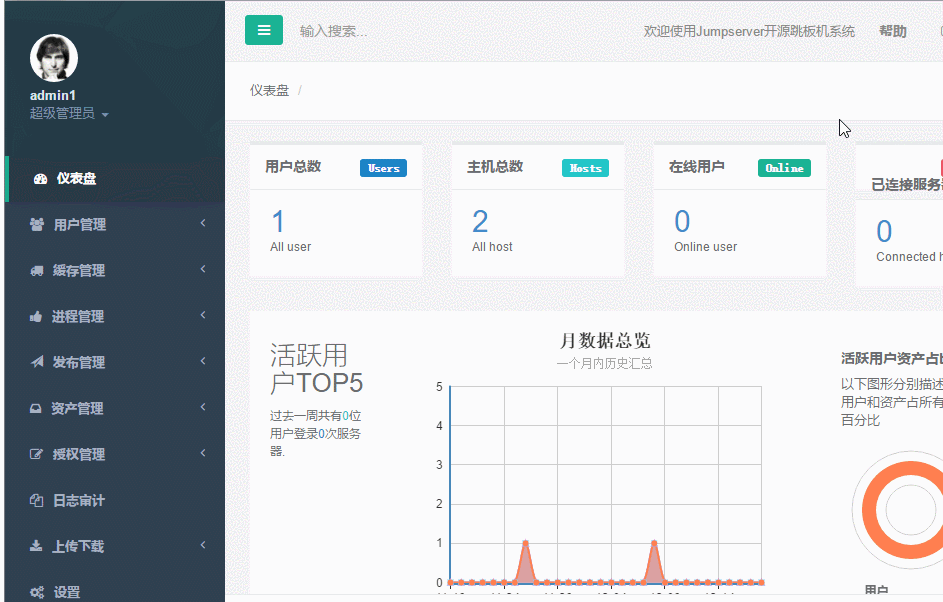 admin1
超级管理员
仪表盘
用户管理
缓存管理
进程管理
发布管理
资产管理
授权管理
日志审计
上传下载
设置
输入搜索...
欢迎使用Jumpserver开源跳板机系统
帮助
仪表盘 /
用户总数 Users
1
All user
主机总数 Hosts
2
All host
在线用户 Online
0
Online user
已连接服务
0
Connected
活跃用
户TOP5
过去一周共有0位
用户登录0次服务
器.
月数据总览
一个月内历史汇总
5
4
3
2
1
0
活跃用户资产占
以下图形分别描述
用户和资产占所有
百分比
用户